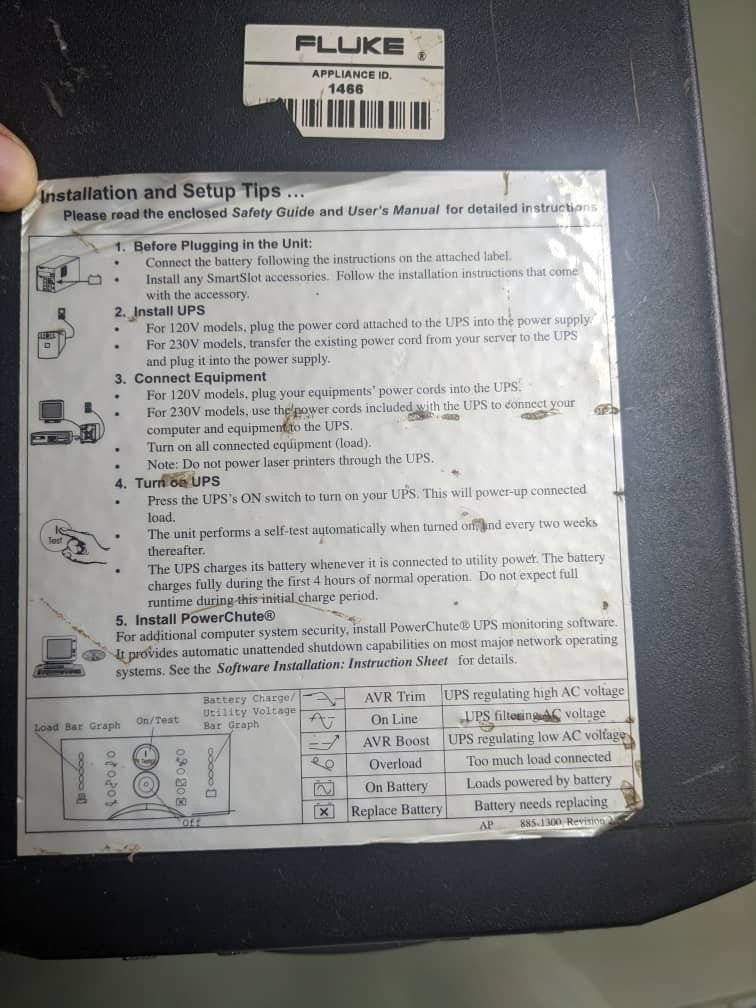 FLUKE ®
APPLIANCE ID.
1466
Installation and Setup Tips ...
Please read the enclosed Safety Guide and User's Manual for detailed instructions
1. Before Plugging in the Unit:
• Connect the battery following the instructions on the attached label.
• Install any SmartSlot accessories. Follow the installation instructions that come
with the accessory.
2. Install UPS
• For 120V models, plug the power cord attached to the UPS into the power supply.
• For 230V models, transfer the existing power cord from your server to the UPS
and plug it into the power supply.
3. Connect Equipment
• For 120V models, plug your equipments' power cords into the UPS.
• For 230V models, use the power cords included with the UPS to connect your
computer and equipment to the UPS.
• Turn on all connected equipment (load).
• Note: Do not power laser printers through the UPS.
4. Turn on UPS
• Press the UPS's ON switch to turn on your UPS. This will power-up connected
load.
• The unit performs a self-test automatically when turned on, and every two weeks
thereafter.
• The UPS charges its battery whenever it is connected to utility power. The battery
charges fully during the first 4 hours of normal operation. Do not expect full
runtime during this initial charge period.
Test
5. Install PowerChute®
For additional computer system security, install PowerChute® UPS monitoring software.
It provides automatic unattended shutdown capabilities on most major network operating
systems. See the Software Installation: Instruction Sheet for details.
Load Bar Graph
On/Test
Battery Charge/
Utility Voltage
Bar Graph
Off
AVR Trim UPS regulating high AC voltage
On Line UPS filtering AC voltage
AVR Boost UPS regulating low AC voltage
Overload Too much load connected
On Battery Loads powered by battery
Replace Battery Battery needs replacing
AP 885-1300, Revision